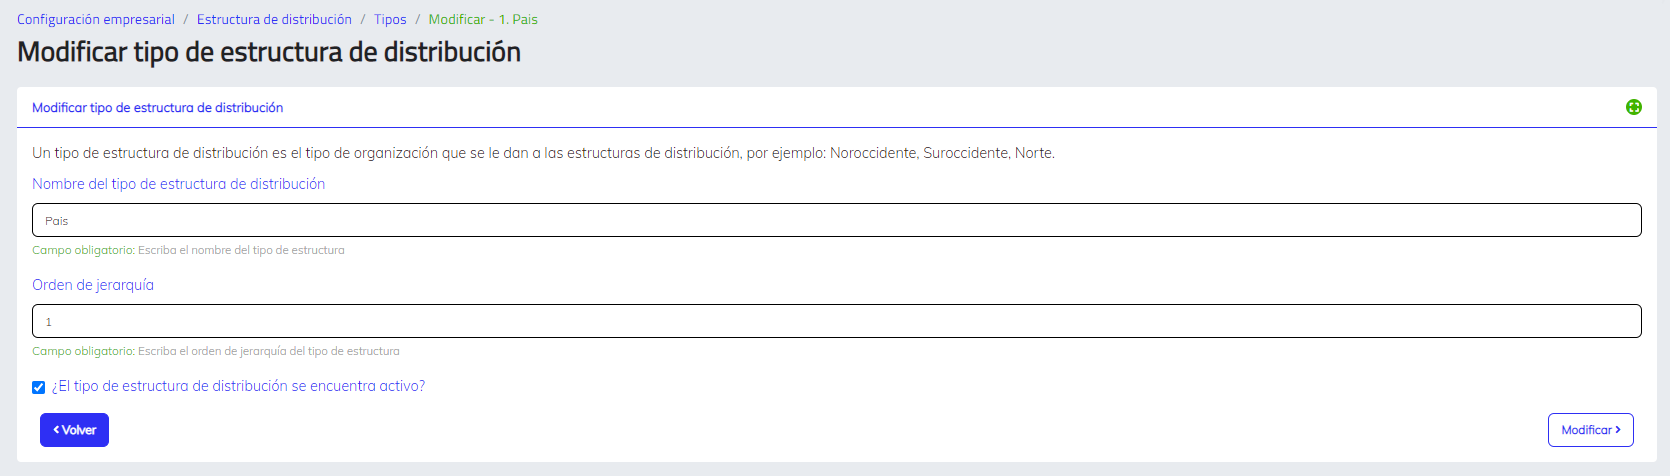 Configuración empresarial / Estructura de distribución / Tipos / Modificar - 1. Pais
Modificar tipo de estructura de distribución
Modificar tipo de estructura de distribución
Un tipo de estructura de distribución es el tipo de organización que se le dan a las estructuras de distribución, por ejemplo: Noroccidente, Suroccidente, Norte.
Nombre del tipo de estructura de distribución
Pais
Campo obligatorio: Escriba el nombre del tipo de estructura
Orden de jerarquía
1
Campo obligatorio: Escriba el orden de jerarquía del tipo de estructura
¿El tipo de estructura de distribución se encuentra activo?
Volver
Modificar